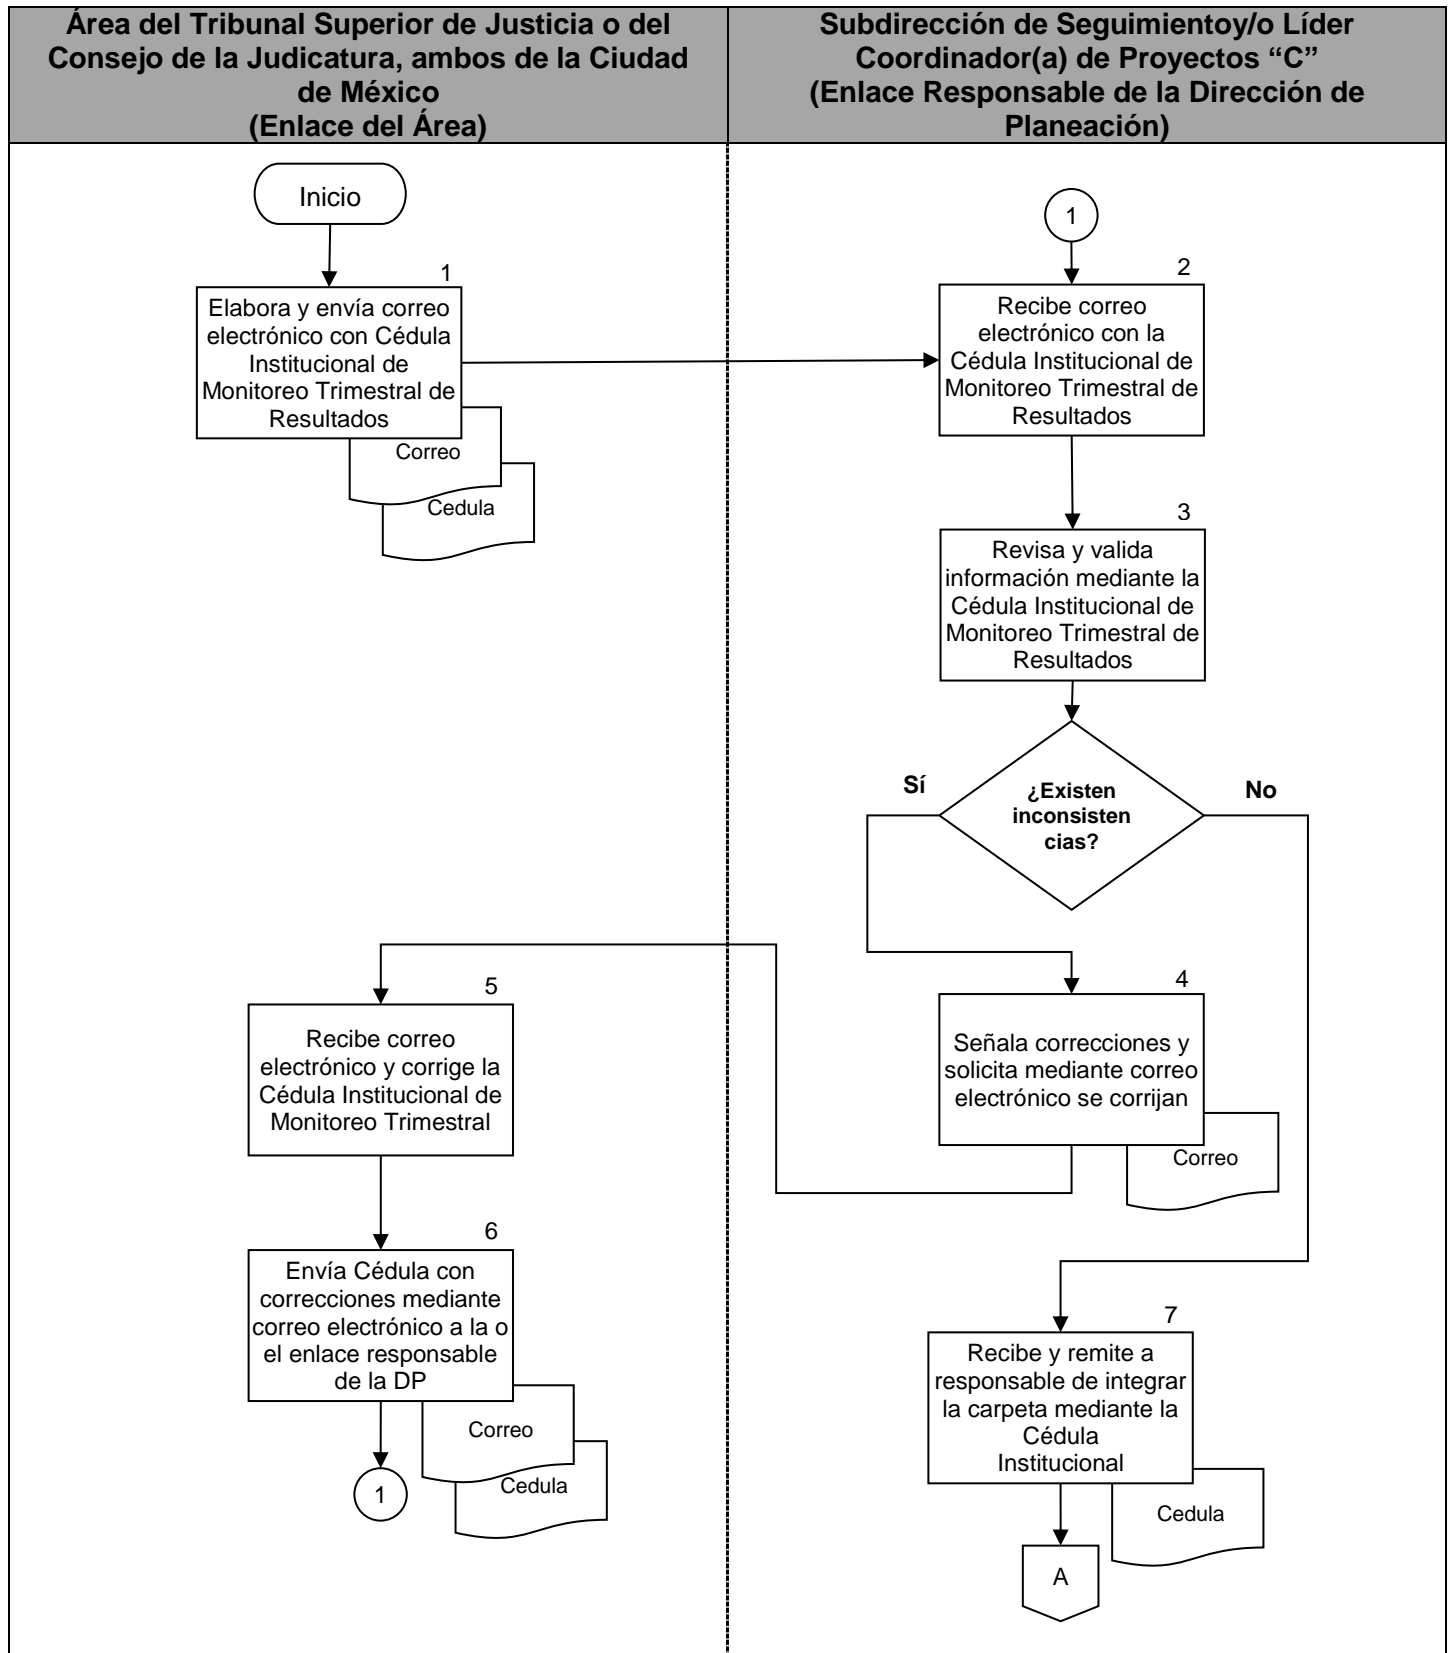 Área del Tribunal Superior de Justicia o del
Consejo de la Judicatura, ambos de la Ciudad
de México
(Enlace del Área)
Subdirección de Seguimientoy/o Líder
Coordinador(a) de Proyectos “C”
(Enlace Responsable de la Dirección de
Planeación)
Inicio
1
Elabora y envía correo
electrónico con Cédula
Institucional de
Monitoreo Trimestral de
Resultados
Correo
Cedula
1
2
Recibe correo
electrónico con la
Cédula Institucional de
Monitoreo Trimestral de
Resultados
3
Revisa y valida
información mediante la
Cédula Institucional de
Monitoreo Trimestral de
Resultados
Sí
¿Existen
inconsisten
cias?
No
4
Señala correcciones y
solicita mediante correo
electrónico se corrijan
Correo
5
Recibe correo
electrónico y corrige la
Cédula Institucional de
Monitoreo Trimestral
6
Envía Cédula con
correcciones mediante
correo electrónico a la o
el enlace responsable
de la DP
Correo
Cedula
1
7
Recibe y remite a
responsable de integrar
la carpeta mediante la
Cédula
Institucional
Cedula
A